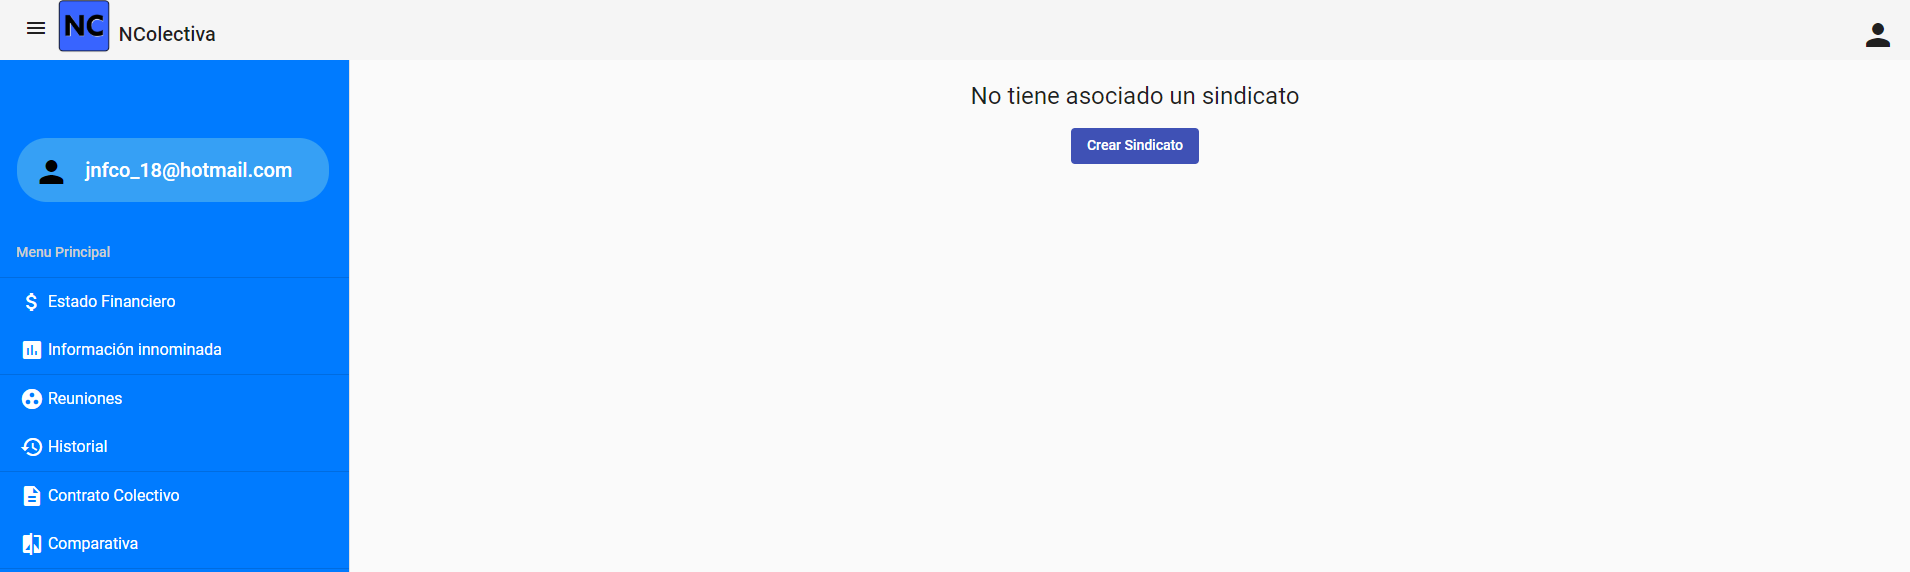 NC
NColectiva
No tiene asociado un sindicato
Crear Sindicato
jnfco_18@hotmail.com
Menu Principal
Estado Financiero
Información innominada
Reuniones
Historial
Contrato Colectivo
Comparativa